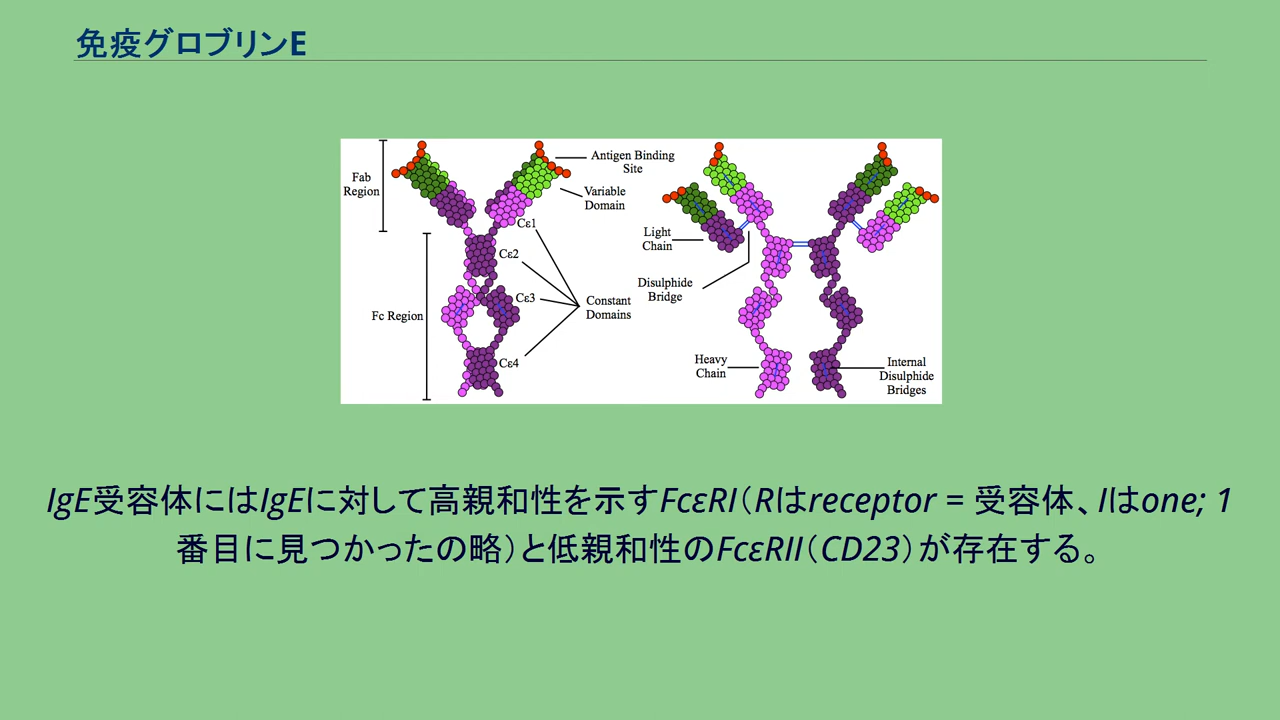 免疫グロブリンE
Fab
Region
Fc Region
Antigen Binding
Site
Variable
Domain
Cε1
Cε2
Cε3
Cε4
Constant
Domains
Light
Chain
Disulphide
Bridge
Heavy
Chain
Internal
Disulphide
Bridges
IgE受容体にはIgEに対して高親和性を示すFcεRI（Rはreceptor = 受容体、Iはone; 1
番目に見つかったの略）と低親和性のFcεRII（CD23）が存在する。